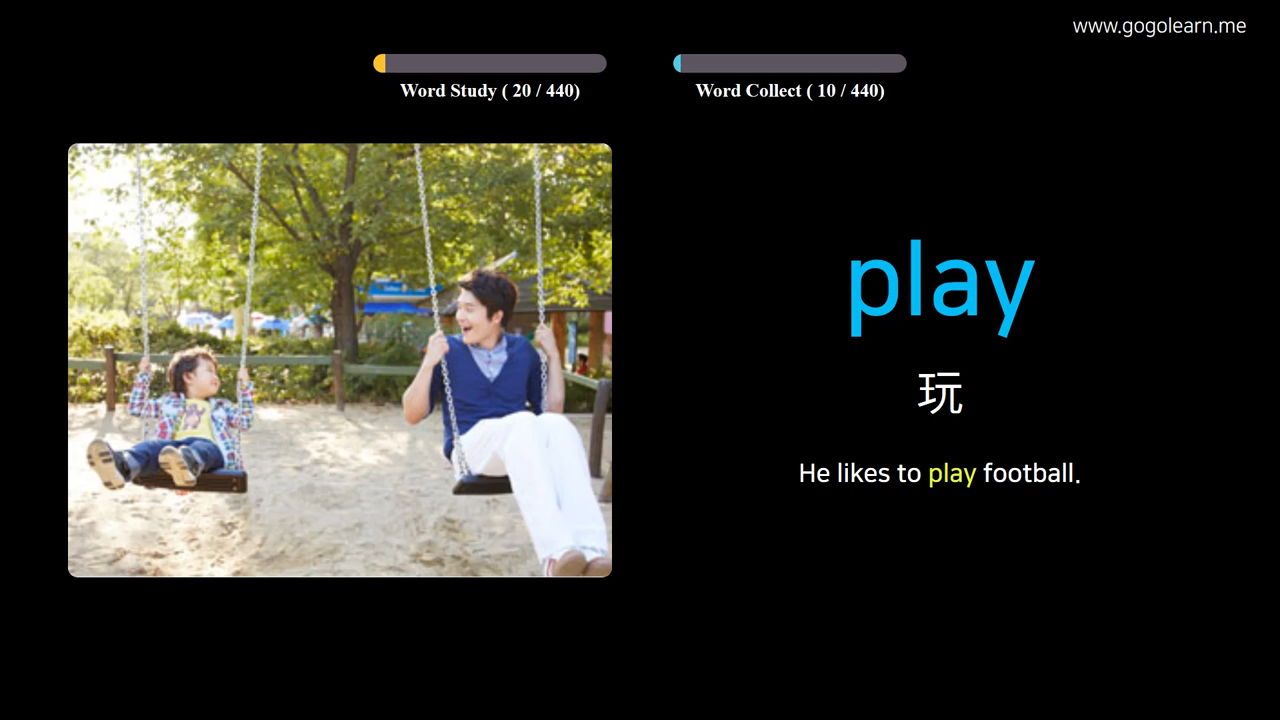 www.gogolearn.me
Word Study ( 20 / 440)
Word Collect ( 10 / 440)
play
玩
He likes to play football.